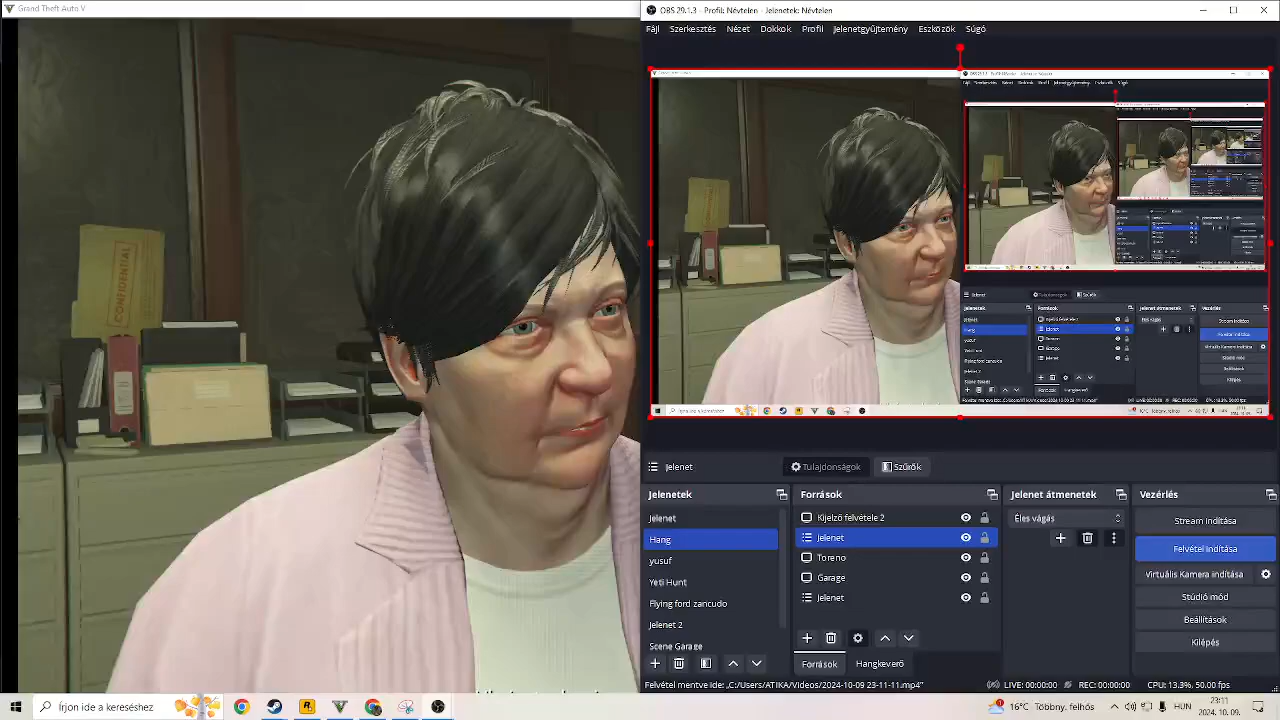 Grand Theft Auto V
OBS 29.1.3 - Profil: Névtelen - Jelenetek: Névtelen
Fájl Szerkesztés Nézet Dokkok Profil Jelenetgyűjtemény Eszközök Súgó
CONFIDENTIAL
Jelenet Tulajdonságok Szűrők
Jelenetek
Jelenet
Hang
yusuf
Yeti Hunt
Flying ford zancudo
Jelenet 2
Scene Garage
Források
Kijelző felvétele 2
Jelenet
Toreno
Garage
Jelenet
Források Hangkeverő
Jelenet átmenetek
Éles vágás
Vezérlés
Stream indítása
Felvétel indítása
Virtuális Kamera indítása
Stúdió mód
Beállítások
Kilépés
Felvétel mentve ide: „C:/Users/ATIKA/Videos/2024-10-09 23-11-11.mp4”
LIVE: 00:00:00 REC: 00:00:00 CPU: 13.3%, 50.00 fps
Írjon ide a kereséshez
16°C Többny. felhős HUN 23:11
2024. 10. 09.